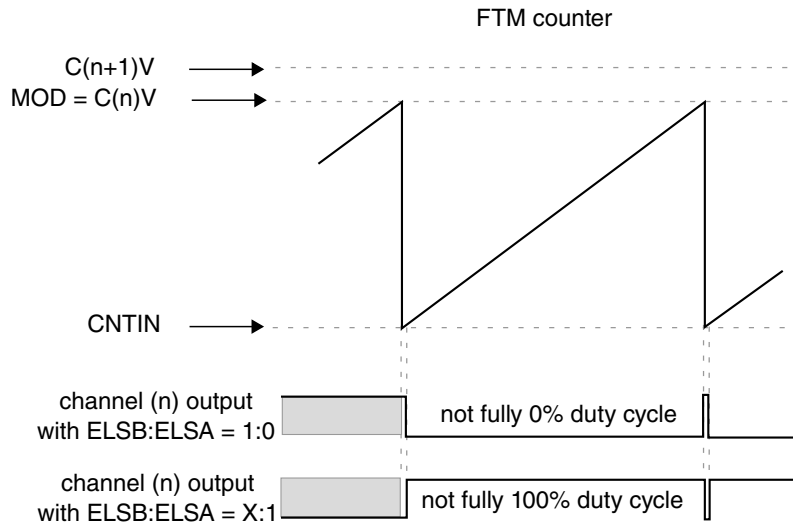 FTM counter
C(n+1)V
MOD = C(n)V
CNTIN
channel (n) output
with ELSB:ELSA = 1:0
not fully 0% duty cycle
channel (n) output
with ELSB:ELSA = X:1
not fully 100% duty cycle